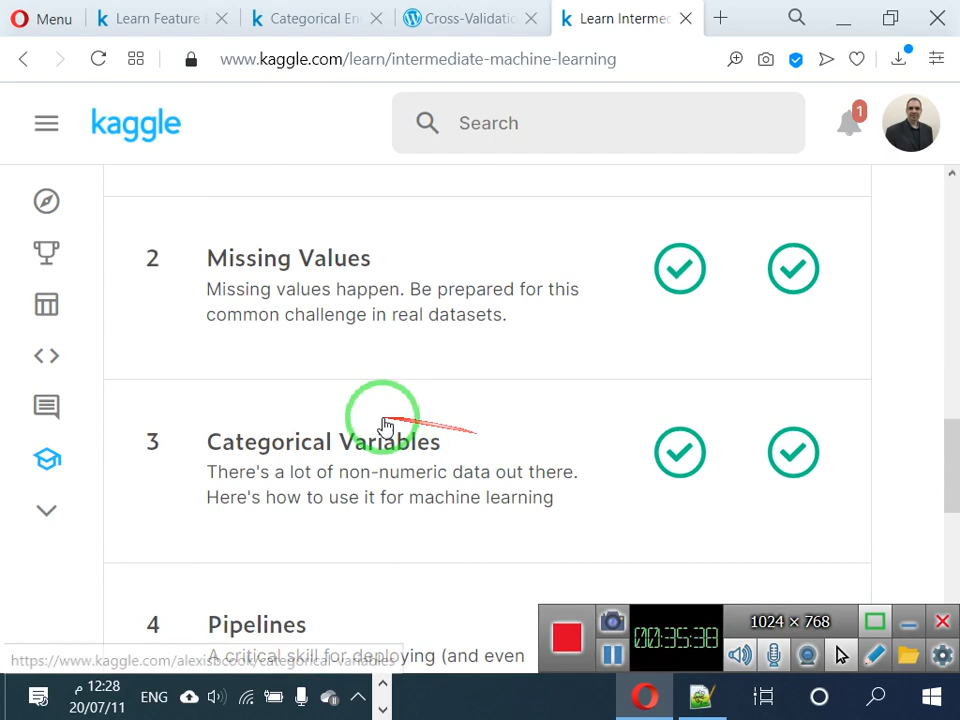 Menu
Learn Feature
Categorical En
Cross-Validatio
Learn Interme
www.kaggle.com/learn/intermediate-machine-learning
kaggle
Search
1
2
Missing Values
Missing values happen. Be prepared for this
common challenge in real datasets.
3
Categorical Variables
There's a lot of non-numeric data out there.
Here's how to use it for machine learning
4
Pipelines
A critical skill for deploying (and even
https://www.kaggle.com/alexisbcook/categorical-variables
00:35:38
1024 × 768
12:28 م
20/07/11
ENG